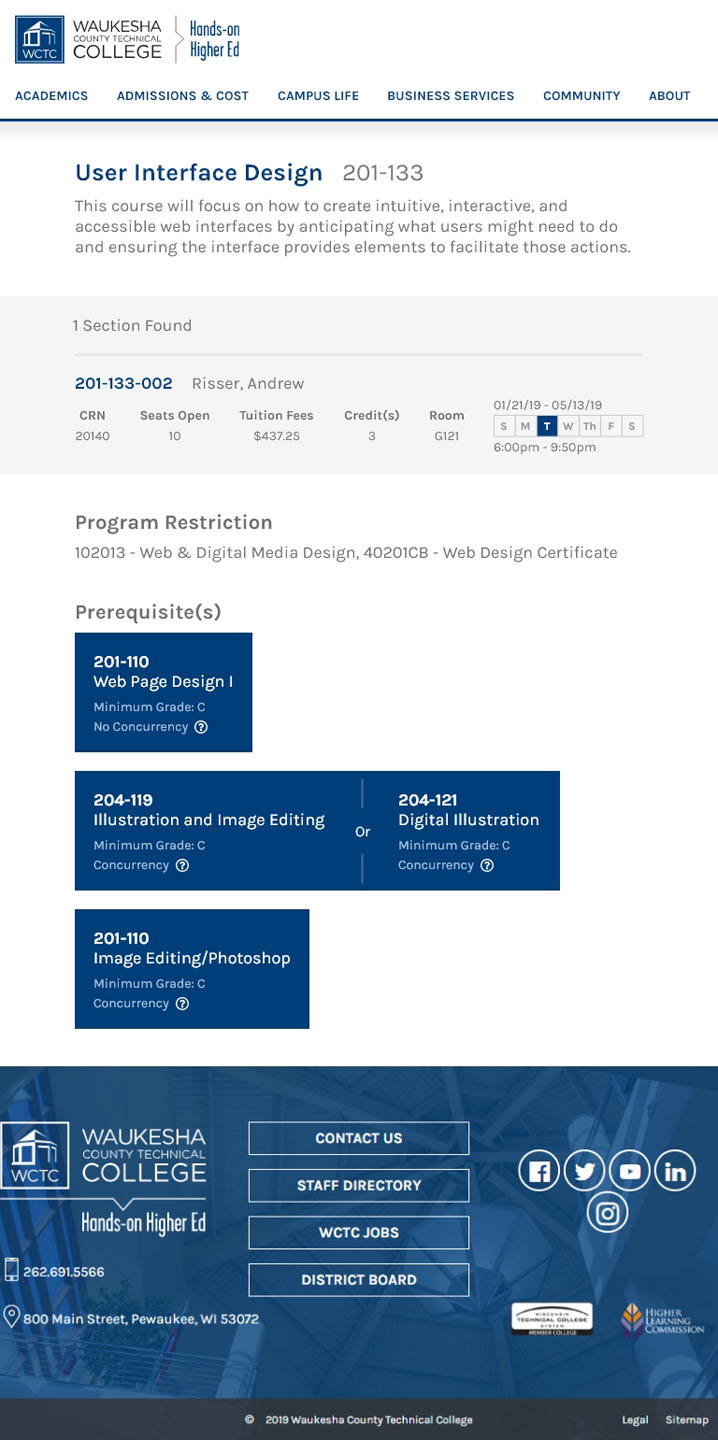 WCTC
WAUKESHA
COUNTY TECHNICAL
COLLEGE
Hands-on
Higher Ed
ACADEMICS ADMISSIONS & COST CAMPUS LIFE BUSINESS SERVICES COMMUNITY ABOUT
User Interface Design 201-133
This course will focus on how to create intuitive, interactive, and
accessible web interfaces by anticipating what users might need to do
and ensuring the interface provides elements to facilitate those actions.
1 Section Found
201-133-002 Risser, Andrew
CRN Seats Open Tuition Fees Credit(s) Room
20140 10 $437.25 3 G121
01/21/19 - 05/13/19
S M T W Th F S
6:00pm - 9:50pm
Program Restriction
102013 - Web & Digital Media Design, 40201CB - Web Design Certificate
Prerequisite(s)
201-110
Web Page Design I
Minimum Grade: C
No Concurrency ?
204-119
Illustration and Image Editing
Minimum Grade: C
Concurrency ?
Or
204-121
Digital Illustration
Minimum Grade: C
Concurrency ?
201-110
Image Editing/Photoshop
Minimum Grade: C
Concurrency ?
WCTC
WAUKESHA
COUNTY TECHNICAL
COLLEGE
Hands-on Higher Ed
262.691.5566
800 Main Street, Pewaukee, WI 53072
CONTACT US
STAFF DIRECTORY
WCTC JOBS
DISTRICT BOARD
in
WISCONSIN
TECHNICAL COLLEGE
SYSTEM
MEMBER COLLEGE
HIGHER
LEARNING
COMMISSION
© 2019 Waukesha County Technical College
Legal Sitemap